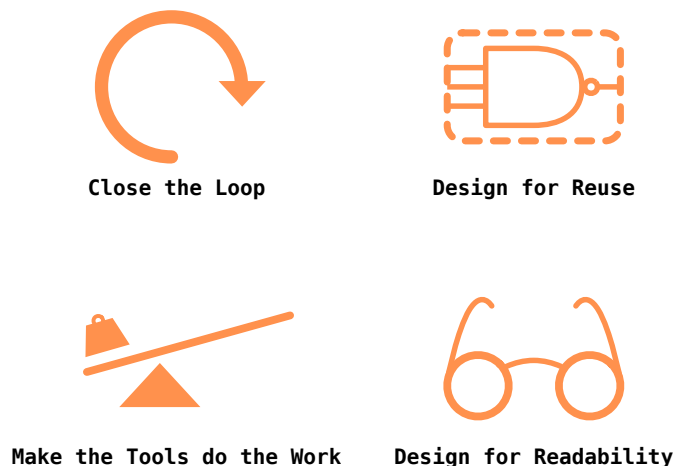 Close the Loop
Design for Reuse
Make the Tools do the Work
Design for Readability